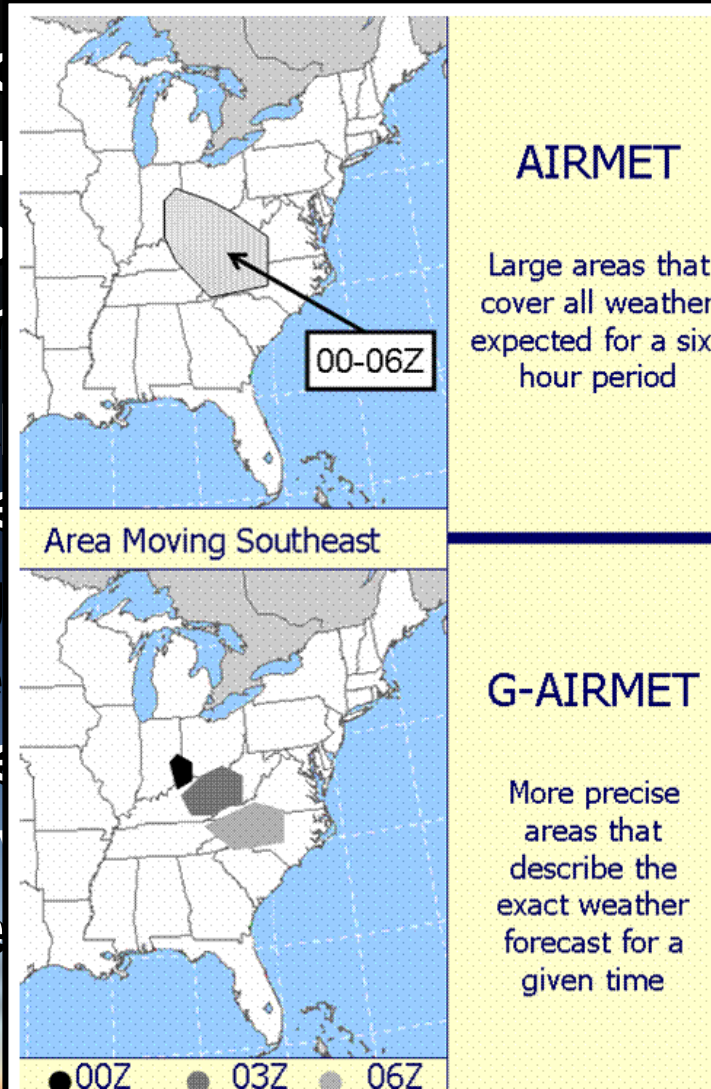 AIRMET
Large areas that
cover all weather
expected for a six
hour period
00-06Z
Area Moving Southeast
G-AIRMET
More precise
areas that
describe the
exact weather
forecast for a
given time
00Z 03Z 06Z